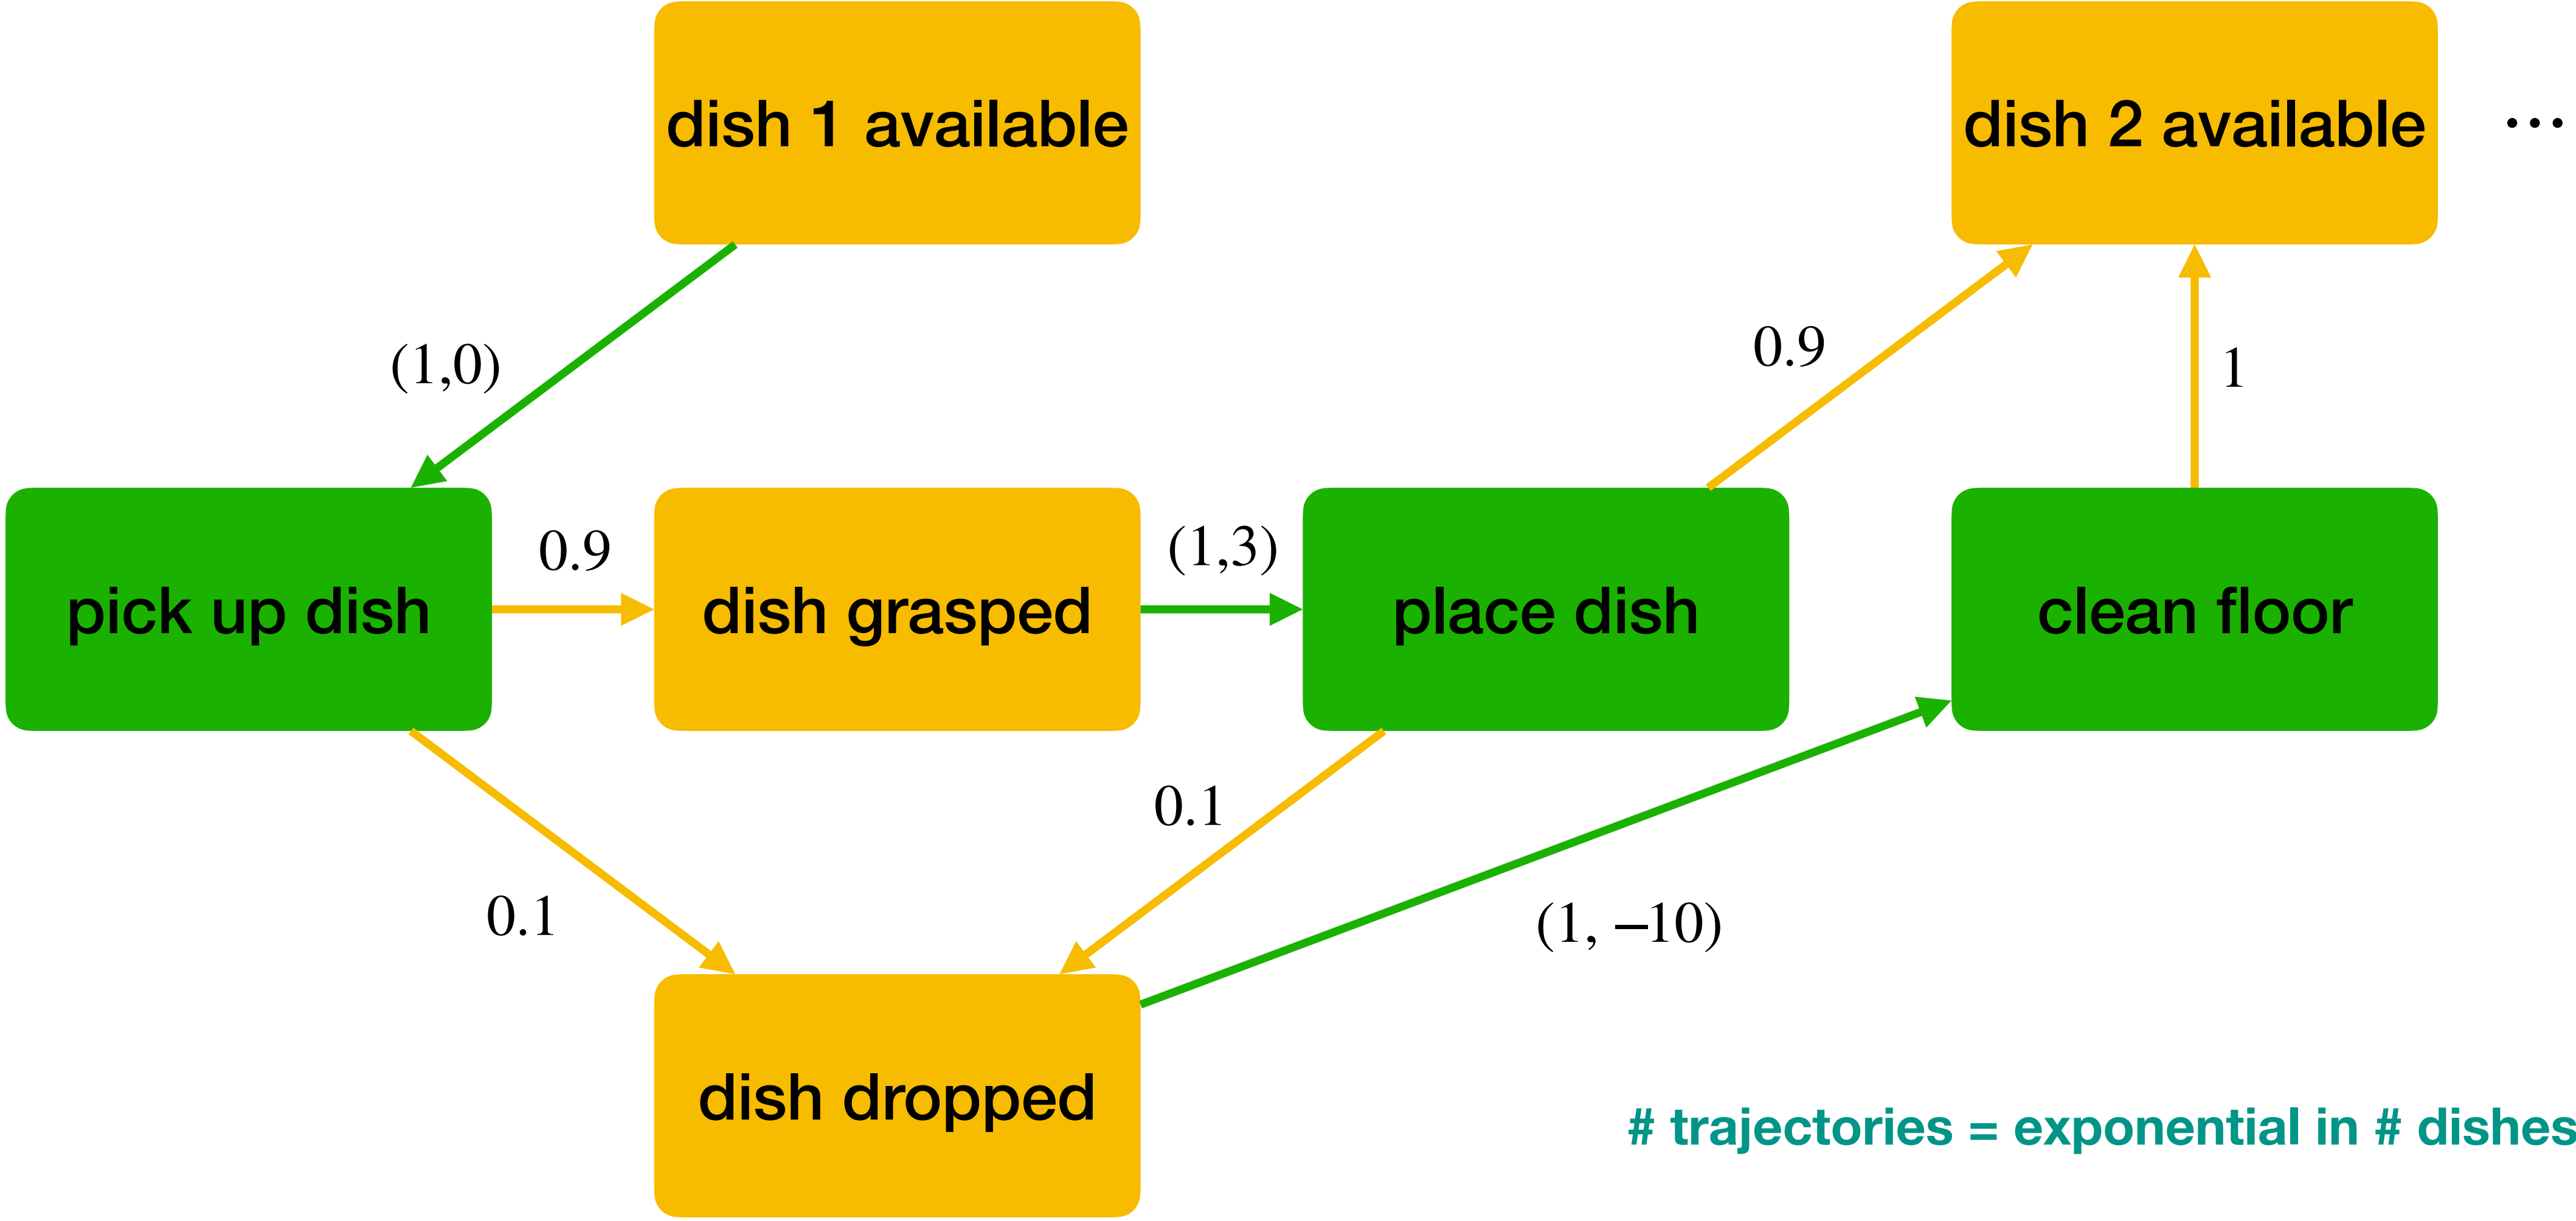 dish 1 available
dish 2 available
...
(1,0)
0.9
1
pick up dish
0.9
dish grasped
(1,3)
place dish
clean floor
0.1
0.1
(1, −10)
dish dropped
# trajectories = exponential in # dishes